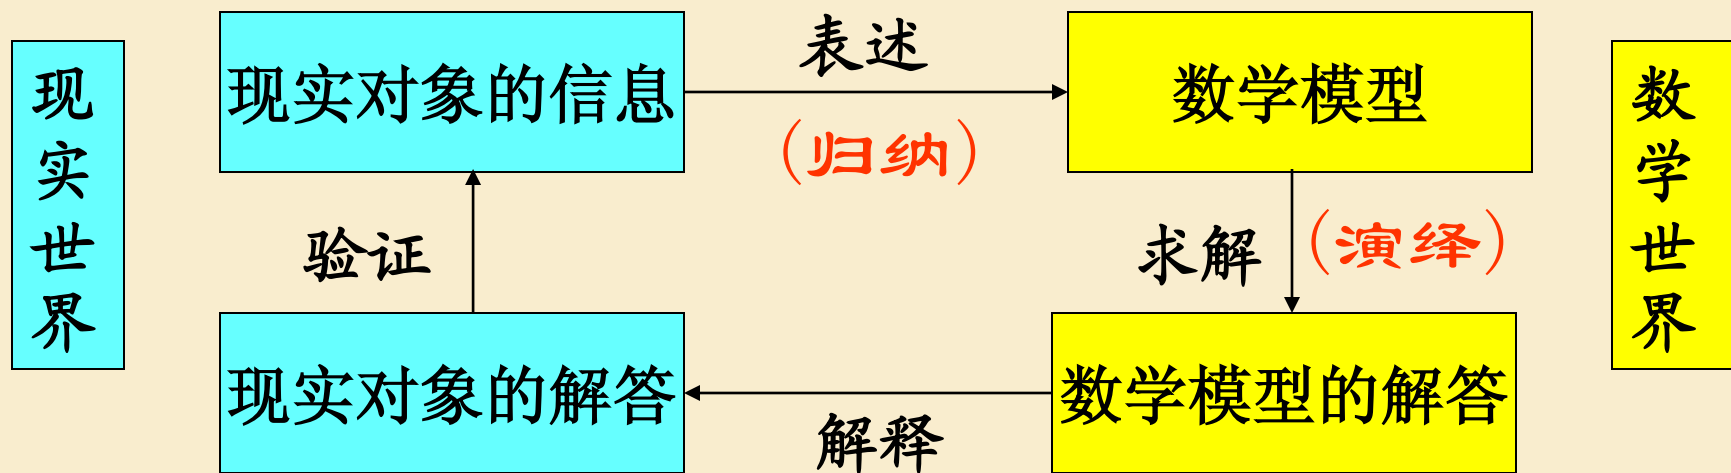 现实世界
现实对象的信息
表述
(归纳)
数学模型
数学世界
验证
求解
(演绎)
现实对象的解答
解释
数学模型的解答